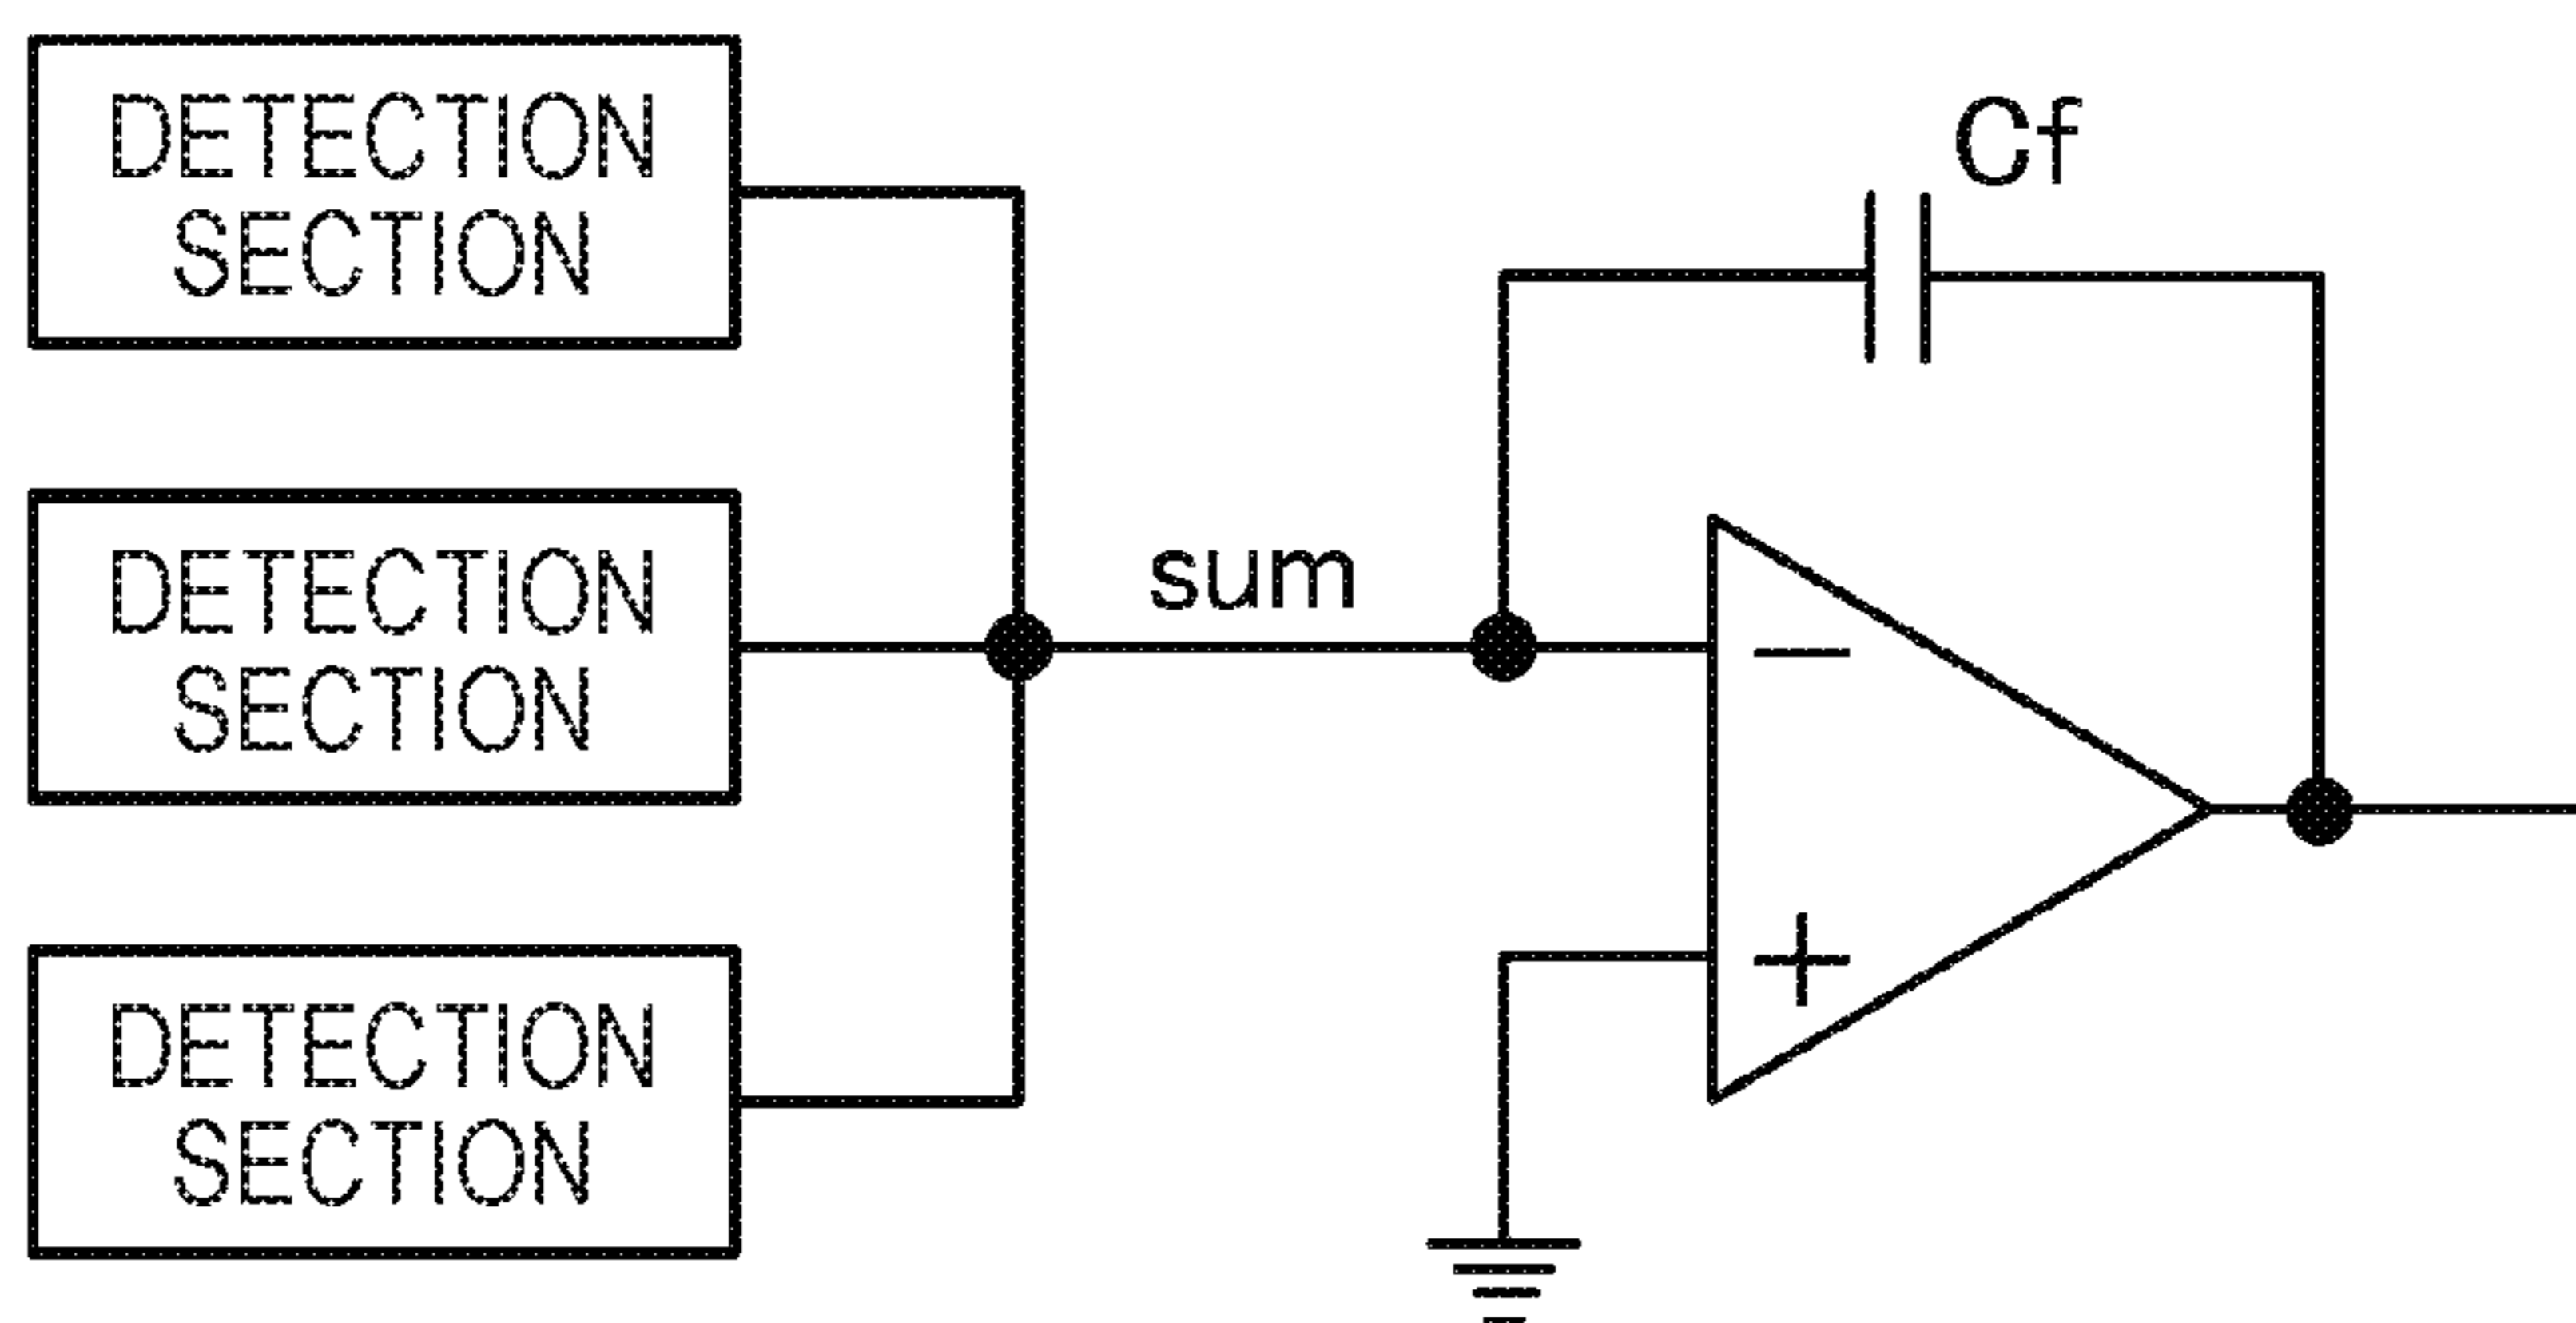 DETECTION
SECTION
Cf
DETECTION
SECTION
sum
−
+
DETECTION
SECTION